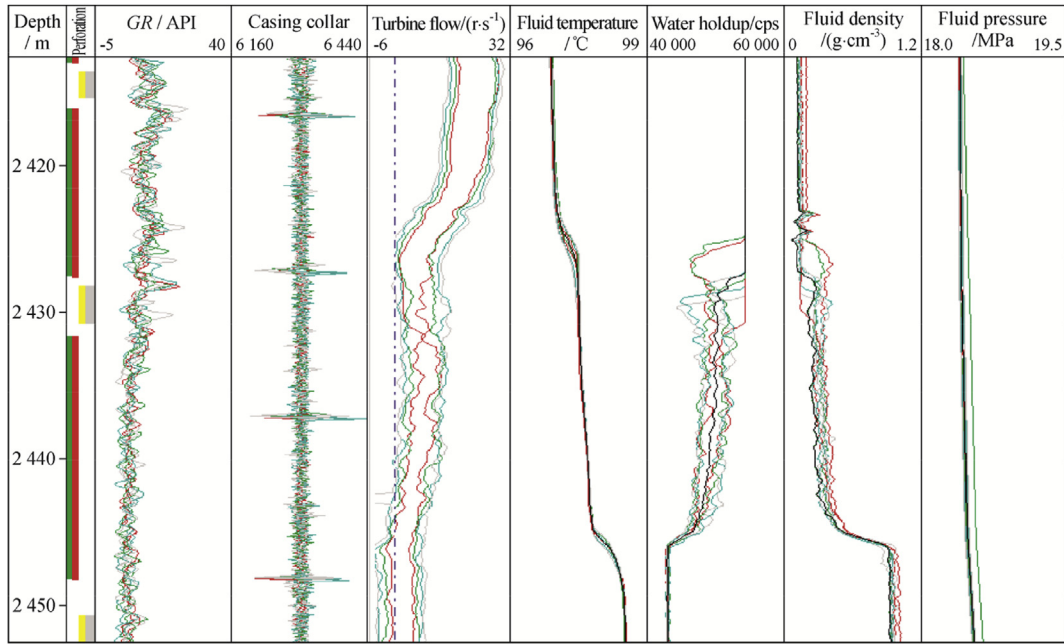 Depth
/ m
Perforation
GR / API
-5 40
Casing collar
6 160 6 440
Turbine flow/(r·s⁻¹)
-6 32
Fluid temperature
/℃
96 99
Water holdup/cps
40 000 60 000
Fluid density
/(g·cm⁻³)
0 1.2
Fluid pressure
/MPa
18.0 19.5
2 420
2 430
2 440
2 450